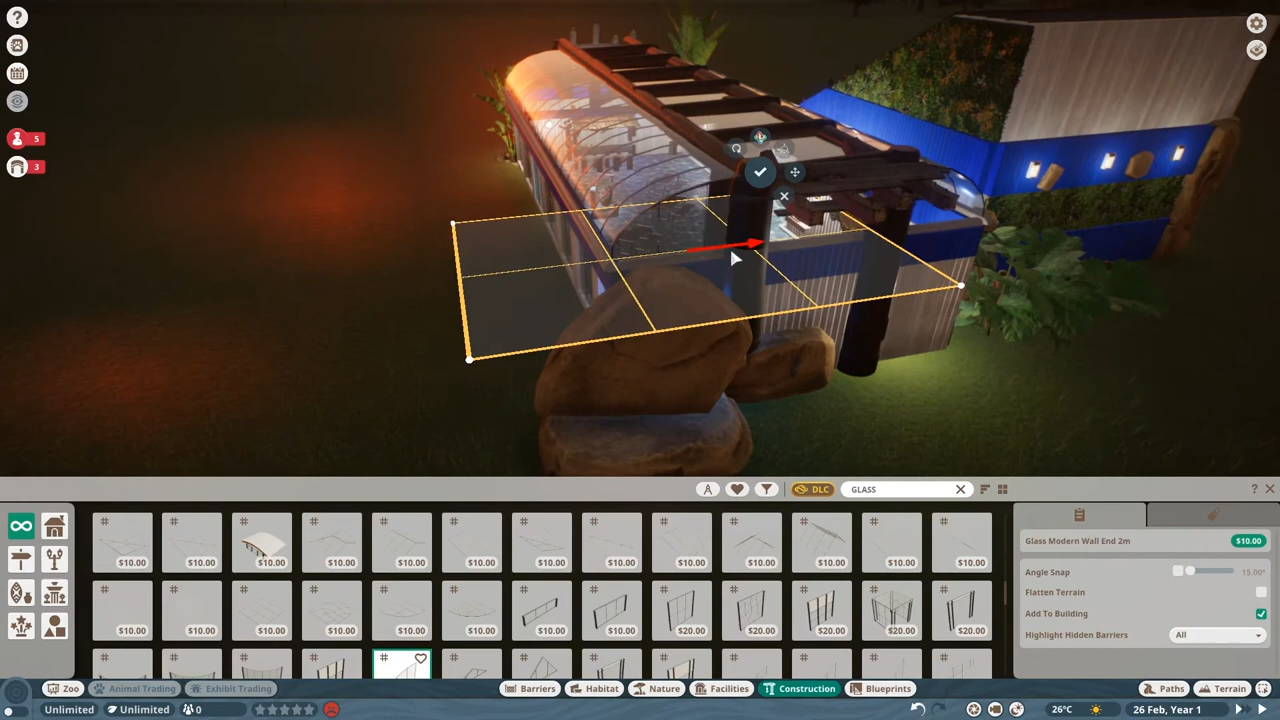 ?
5
3
DLC
GLASS
?
$10.00 $10.00 $10.00 $10.00 $10.00 $10.00 $10.00 $10.00 $10.00 $10.00 $10.00 $10.00 $10.00
$10.00 $10.00 $10.00 $10.00 $10.00 $10.00 $10.00 $10.00 $20.00 $20.00 $20.00 $20.00 $20.00
Glass Modern Wall End 2m $10.00
Angle Snap 15.00°
Flatten Terrain
Add To Building
Highlight Hidden Barriers All
Zoo Animal Trading Exhibit Trading Barriers Habitat Nature Facilities Construction Blueprints Paths Terrain
Unlimited Unlimited 0 26°C 26 Feb, Year 1